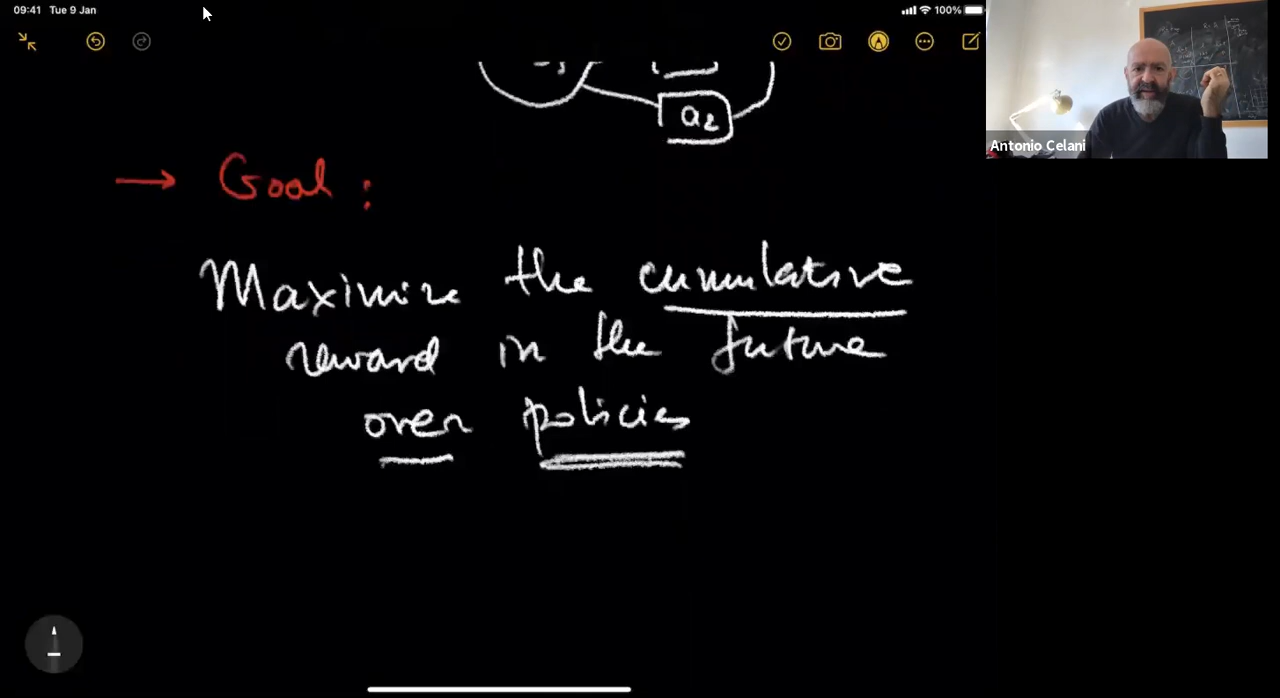 09:41 Tue 9 Jan
100%
a2
→ Goal :
Maximize the cumulative
reward in the future
over policies
Antonio Celani